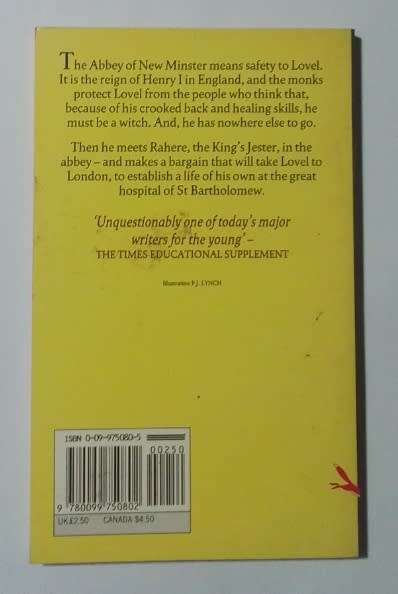 The Abbey of New Minster means safety to Lovel.
It is the reign of Henry I in England, and the monks
protect Lovel from the people who think that,
because of his crooked back and healing skills, he
must be a witch. And, he has nowhere else to go.
Then he meets Rahere, the King's Jester, in the
abbey – and makes a bargain that will take Lovel to
London, to establish a life of his own at the great
hospital of St Bartholomew.
'Unquestionably one of today's major
writers for the young' –
THE TIMES EDUCATIONAL SUPPLEMENT
Illustration P.J. LYNCH
ISBN 0-09-975080-5
00250
9 780099 750802
UK£2.50 CANADA $4.50